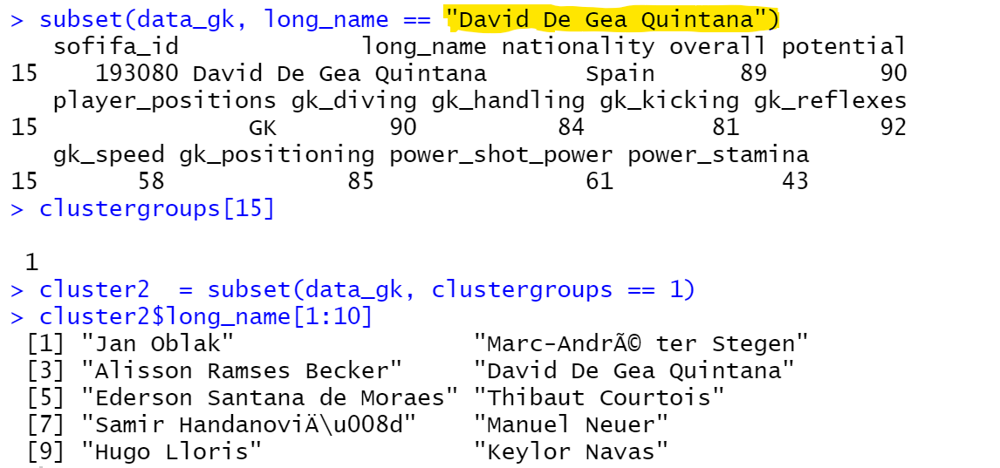 > subset(data_gk, long_name == "David De Gea Quintana")
   sofifa_id             long_name nationality overall potential
15    193080 David De Gea Quintana       Spain      89        90
   player_positions gk_diving gk_handling gk_kicking gk_reflexes
15               GK        90          84         81          92
   gk_speed gk_positioning power_shot_power power_stamina
15       58             85               61            43
> clustergroups[15]
 1
> cluster2  = subset(data_gk, clustergroups == 1)
> cluster2$long_name[1:10]
 [1] "Jan Oblak"                 "Marc-AndrÃ© ter Stegen"
 [3] "Alisson Ramses Becker"     "David De Gea Quintana"
 [5] "Ederson Santana de Moraes" "Thibaut Courtois"
 [7] "Samir HandanoviÄ\u008d"    "Manuel Neuer"
 [9] "Hugo Lloris"               "Keylor Navas"